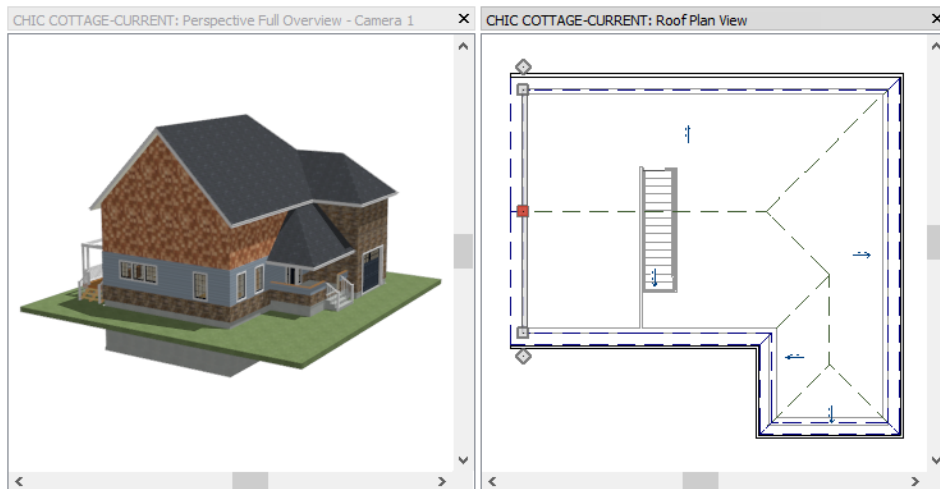 CHIC COTTAGE-CURRENT: Perspective Full Overview - Camera 1
CHIC COTTAGE-CURRENT: Roof Plan View